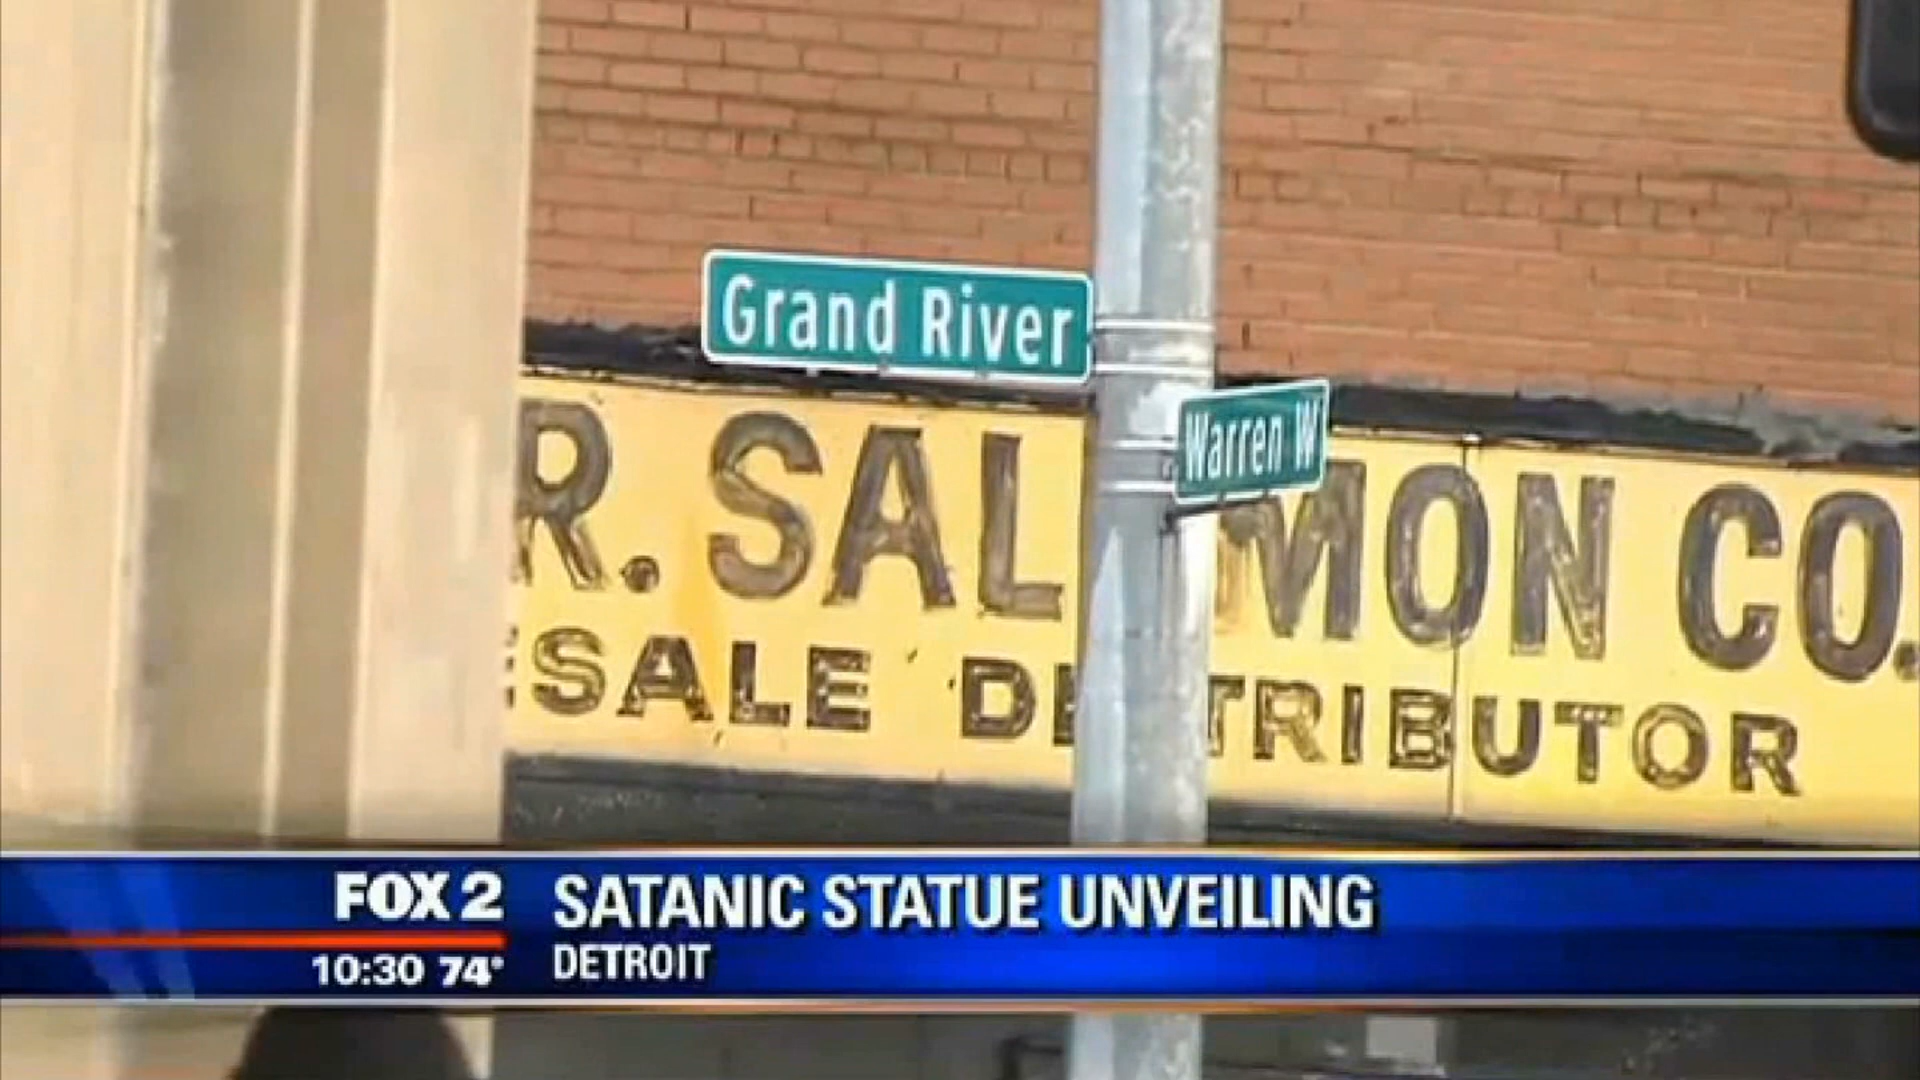 Grand River
Warren W
R. SAL MON CO.
SALE D TRIBUTOR
FOX 2
SATANIC STATUE UNVEILING
10:30 74°
DETROIT